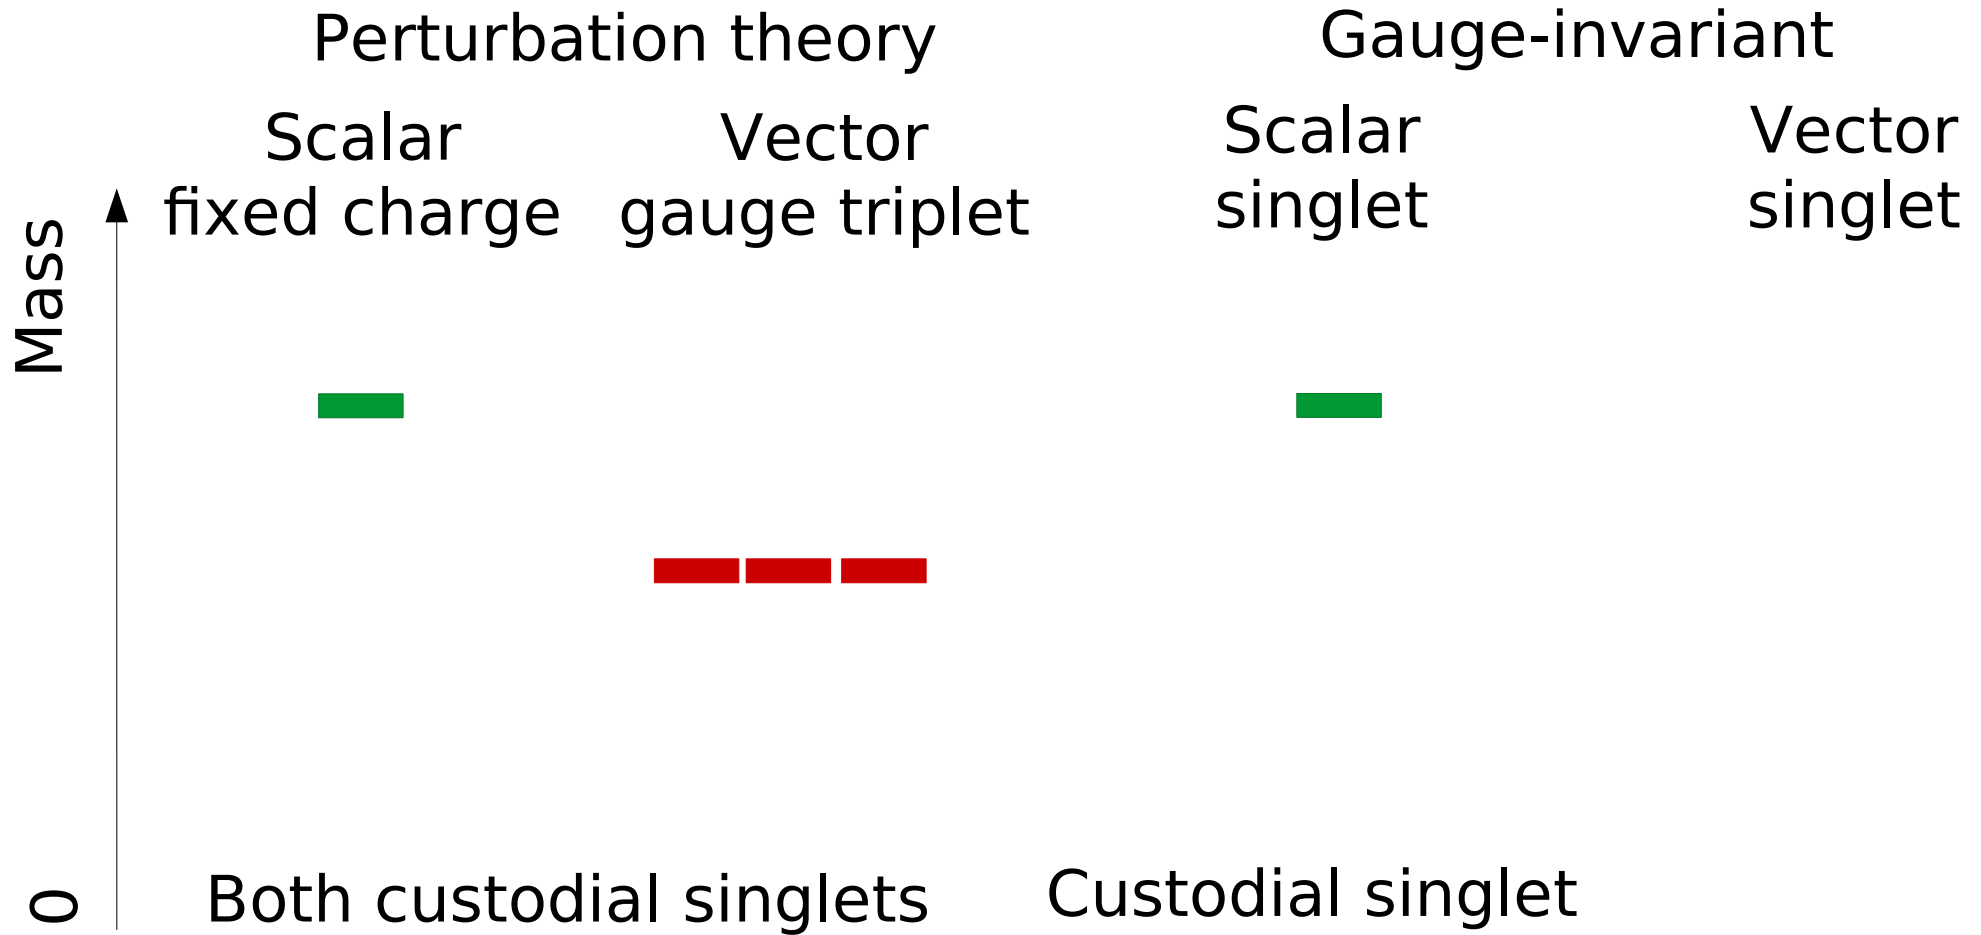 Perturbation theory
Gauge-invariant
Scalar
fixed charge
Vector
gauge triplet
Scalar
singlet
Vector
singlet
Mass
0
Both custodial singlets
Custodial singlet